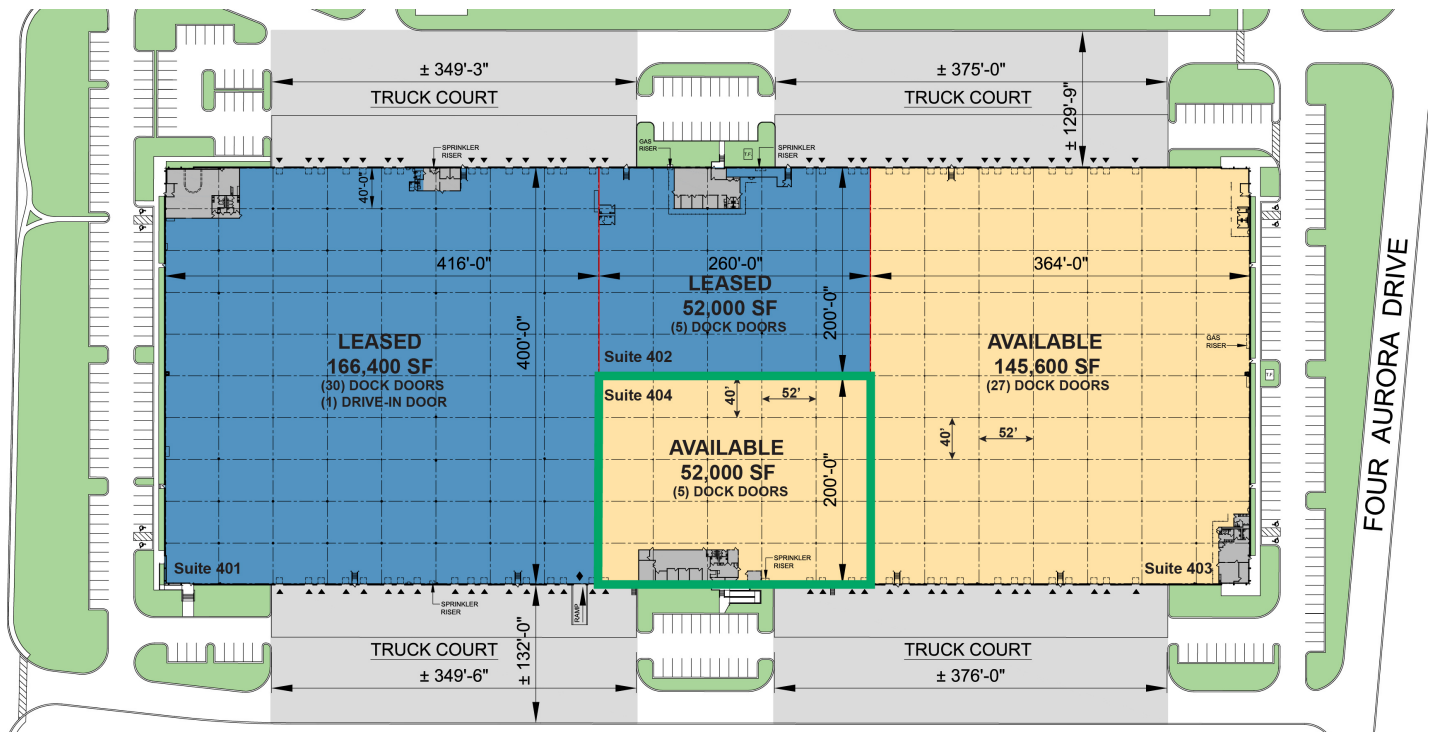 ± 349'-3"
TRUCK COURT
± 375'-0"
TRUCK COURT
± 129'-9"
SPRINKLER
RISER
GAS
RISER
T.F.
SPRINKLER
RISER
40'-0"
416'-0"
260'-0"
364'-0"
LEASED
52,000 SF
(5) DOCK DOORS
200'-0"
Suite 402
LEASED
166,400 SF
(30) DOCK DOORS
(1) DRIVE-IN DOOR
400'-0"
AVAILABLE
145,600 SF
(27) DOCK DOORS
GAS
RISER
T.F.
Suite 404
40'
52'
AVAILABLE
52,000 SF
(5) DOCK DOORS
200'-0"
40'
52'
SPRINKLER
RISER
Suite 401
Suite 403
SPRINKLER
RISER
RAMP
TRUCK COURT
± 349'-6"
± 132'-0"
TRUCK COURT
± 376'-0"
FOUR AURORA DRIVE